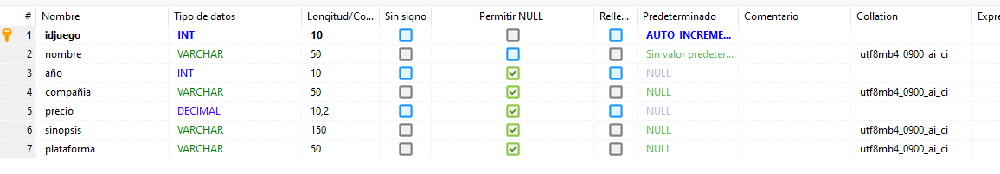 # Nombre Tipo de datos Longitud/Co... Sin signo Permitir NULL Relle... Predeterminado Comentario Collation Expre
1 idjuego INT 10 AUTO_INCREME...
2 nombre VARCHAR 50 Sin valor predeter... utf8mb4_0900_ai_ci
3 año INT 10 NULL
4 compañia VARCHAR 50 NULL utf8mb4_0900_ai_ci
5 precio DECIMAL 10,2 NULL
6 sinopsis VARCHAR 150 NULL utf8mb4_0900_ai_ci
7 plataforma VARCHAR 50 NULL utf8mb4_0900_ai_ci